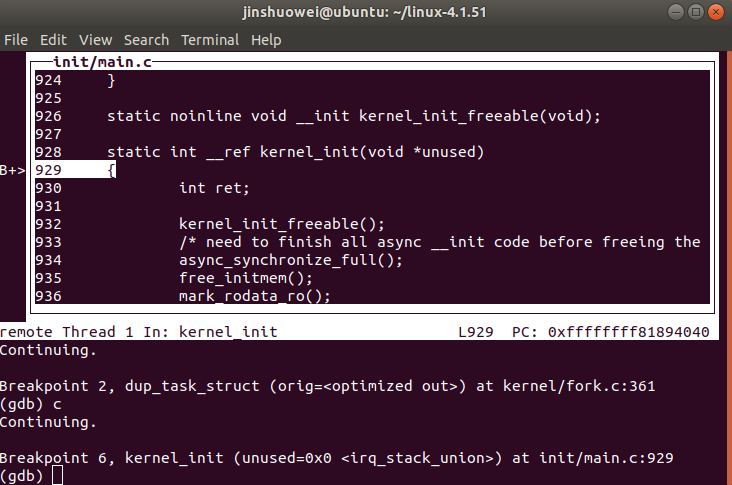 jinshuowei@ubuntu: ~/linux-4.1.51
File Edit View Search Terminal Help
init/main.c
924 }
925
926 static noinline void __init kernel_init_freeable(void);
927
928 static int __ref kernel_init(void *unused)
B+> 929 {
930 int ret;
931
932 kernel_init_freeable();
933 /* need to finish all async __init code before freeing the
934 async_synchronize_full();
935 free_initmem();
936 mark_rodata_ro();
remote Thread 1 In: kernel_init L929 PC: 0xffffffff81894040
Continuing.
Breakpoint 2, dup_task_struct (orig=<optimized out>) at kernel/fork.c:361
(gdb) c
Continuing.
Breakpoint 6, kernel_init (unused=0x0 <irq_stack_union>) at init/main.c:929
(gdb)